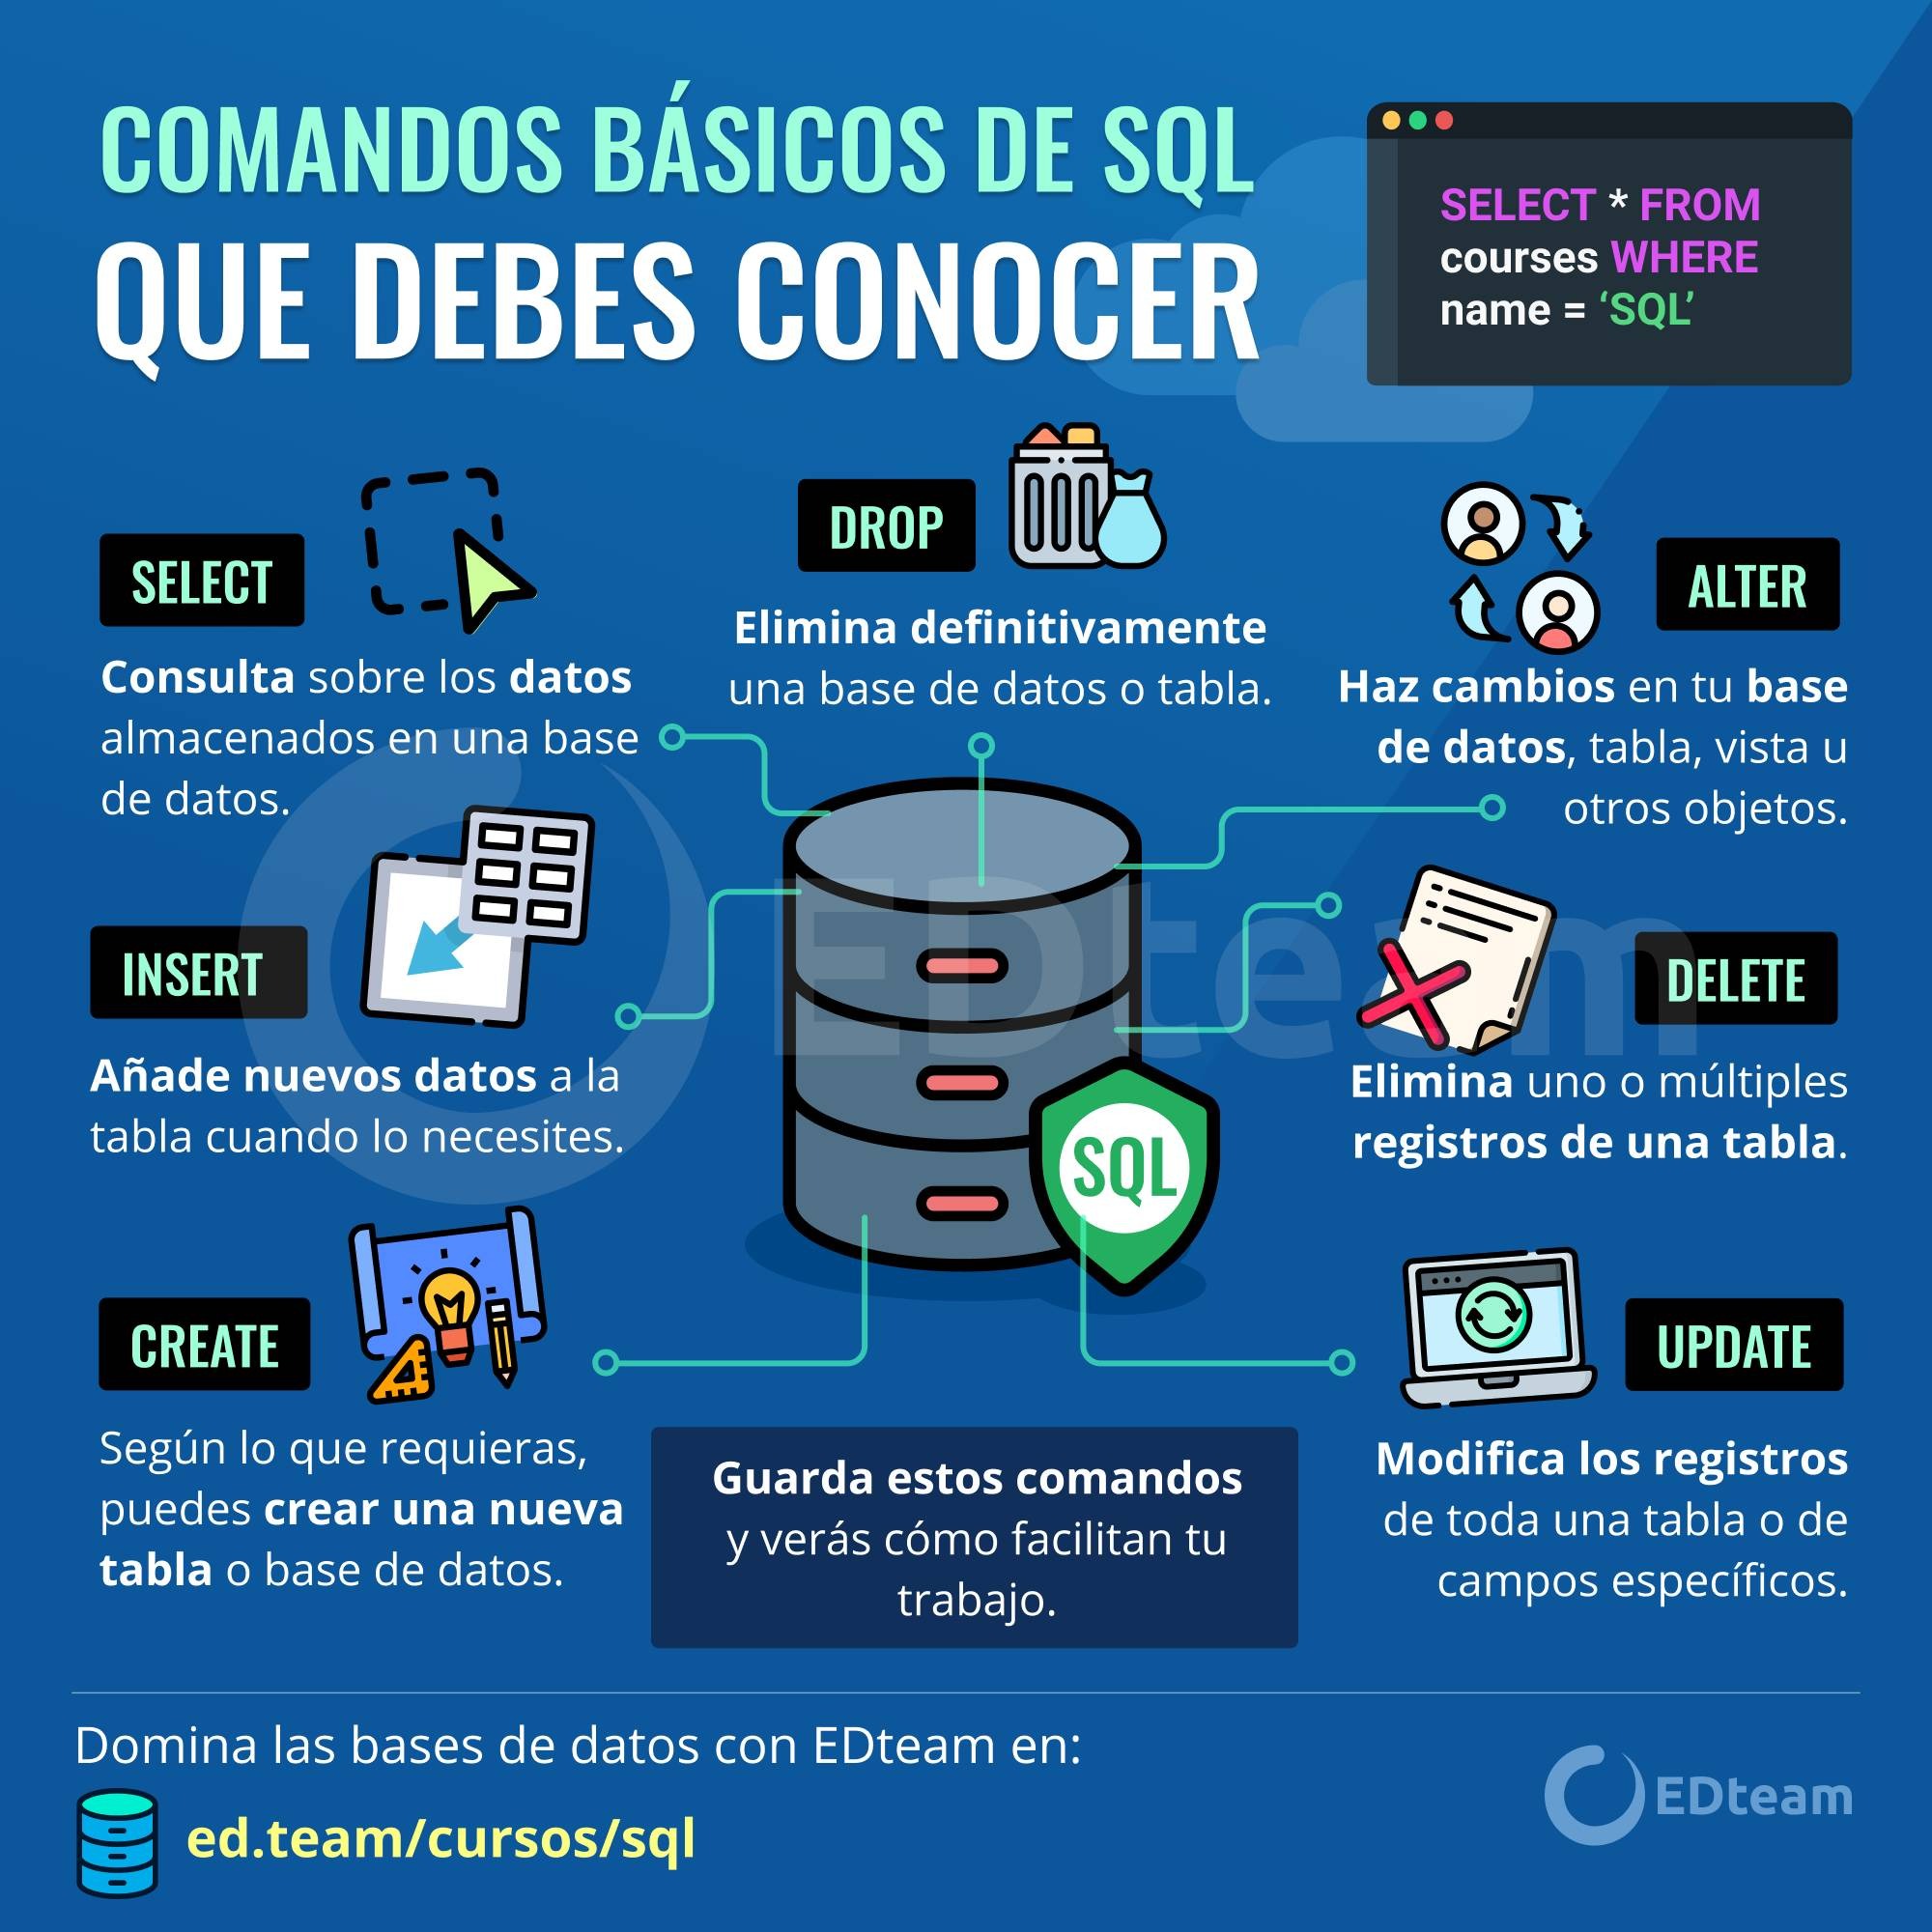 COMANDOS BÁSICOS DE SQL
QUE DEBES CONOCER
SELECT * FROM
courses WHERE
name = ‘SQL’
SELECT
Consulta sobre los datos
almacenados en una base
de datos.
DROP
Elimina definitivamente
una base de datos o tabla.
ALTER
Haz cambios en tu base
de datos, tabla, vista u
otros objetos.
INSERT
Añade nuevos datos a la
tabla cuando lo necesites.
DELETE
Elimina uno o múltiples
registros de una tabla.
EDteam
SQL
CREATE
Según lo que requieras,
puedes crear una nueva
tabla o base de datos.
UPDATE
Modifica los registros
de toda una tabla o de
campos específicos.
Guarda estos comandos
y verás cómo facilitan tu
trabajo.
Domina las bases de datos con EDteam en:
ed.team/cursos/sql
EDteam